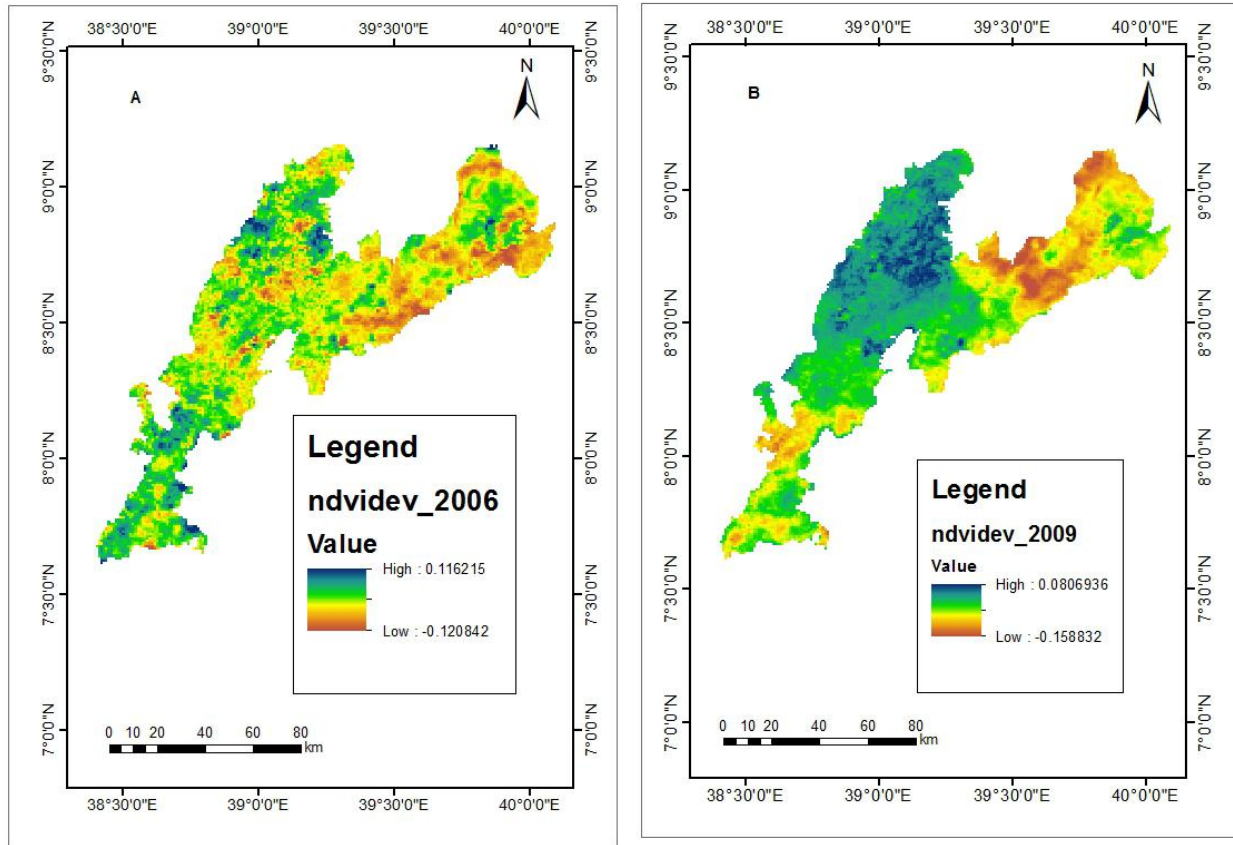 38°30'0"E 39°0'0"E 39°30'0"E 40°0'0"E
9°30'0"N
9°0'0"N
8°30'0"N
8°0'0"N
7°30'0"N
7°0'0"N
A
N
9°30'0"N
9°0'0"N
8°30'0"N
8°0'0"N
7°30'0"N
7°0'0"N
Legend
ndvidev_2006
Value
High : 0.116215
Low : -0.120842
0 10 20 40 60 80
km
38°30'0"E 39°0'0"E 39°30'0"E 40°0'0"E
38°30'0"E 39°0'0"E 39°30'0"E 40°0'0"E
9°30'0"N
9°0'0"N
8°30'0"N
8°0'0"N
7°30'0"N
7°0'0"N
B
N
9°30'0"N
9°0'0"N
8°30'0"N
8°0'0"N
7°30'0"N
7°0'0"N
Legend
ndvidev_2009
Value
High : 0.0806936
Low : -0.158832
0 10 20 40 60 80
km
38°30'0"E 39°0'0"E 39°30'0"E 40°0'0"E